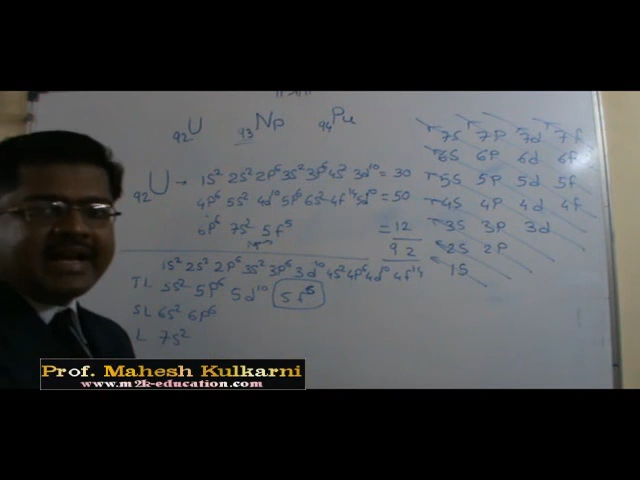 ₉₂U ₉₃Np ₉₄Pu
₉₂U → 1s² 2s² 2p⁶ 3s² 3p⁶ 4s² 3d¹⁰ = 30
4p⁶ 5s² 4d¹⁰ 5p⁶ 6s² 4f¹⁴ 5d¹⁰ = 50
6p⁶ 7s² 5f⁵ = 12
92
1s² 2s² 2p⁶ 3s² 3p⁶ 3d¹⁰ 4s² 4p⁶ 4d¹⁰ 4f¹⁴
TL 5s² 5p⁶ 5d¹⁰ 5f⁵
SL 6s² 6p⁶
L 7s²
7s 7p 7d 7f
6s 6p 6d 6f
5s 5p 5d 5f
4s 4p 4d 4f
3s 3p 3d
2s 2p
1s
Prof. Mahesh Kulkarni
www.m2k-education.com